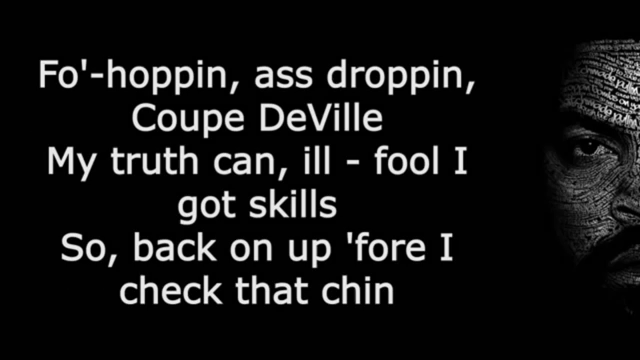 Fo'-hoppin, ass droppin,
Coupe DeVille
My truth can, ill - fool I
got skills
So, back on up 'fore I
check that chin